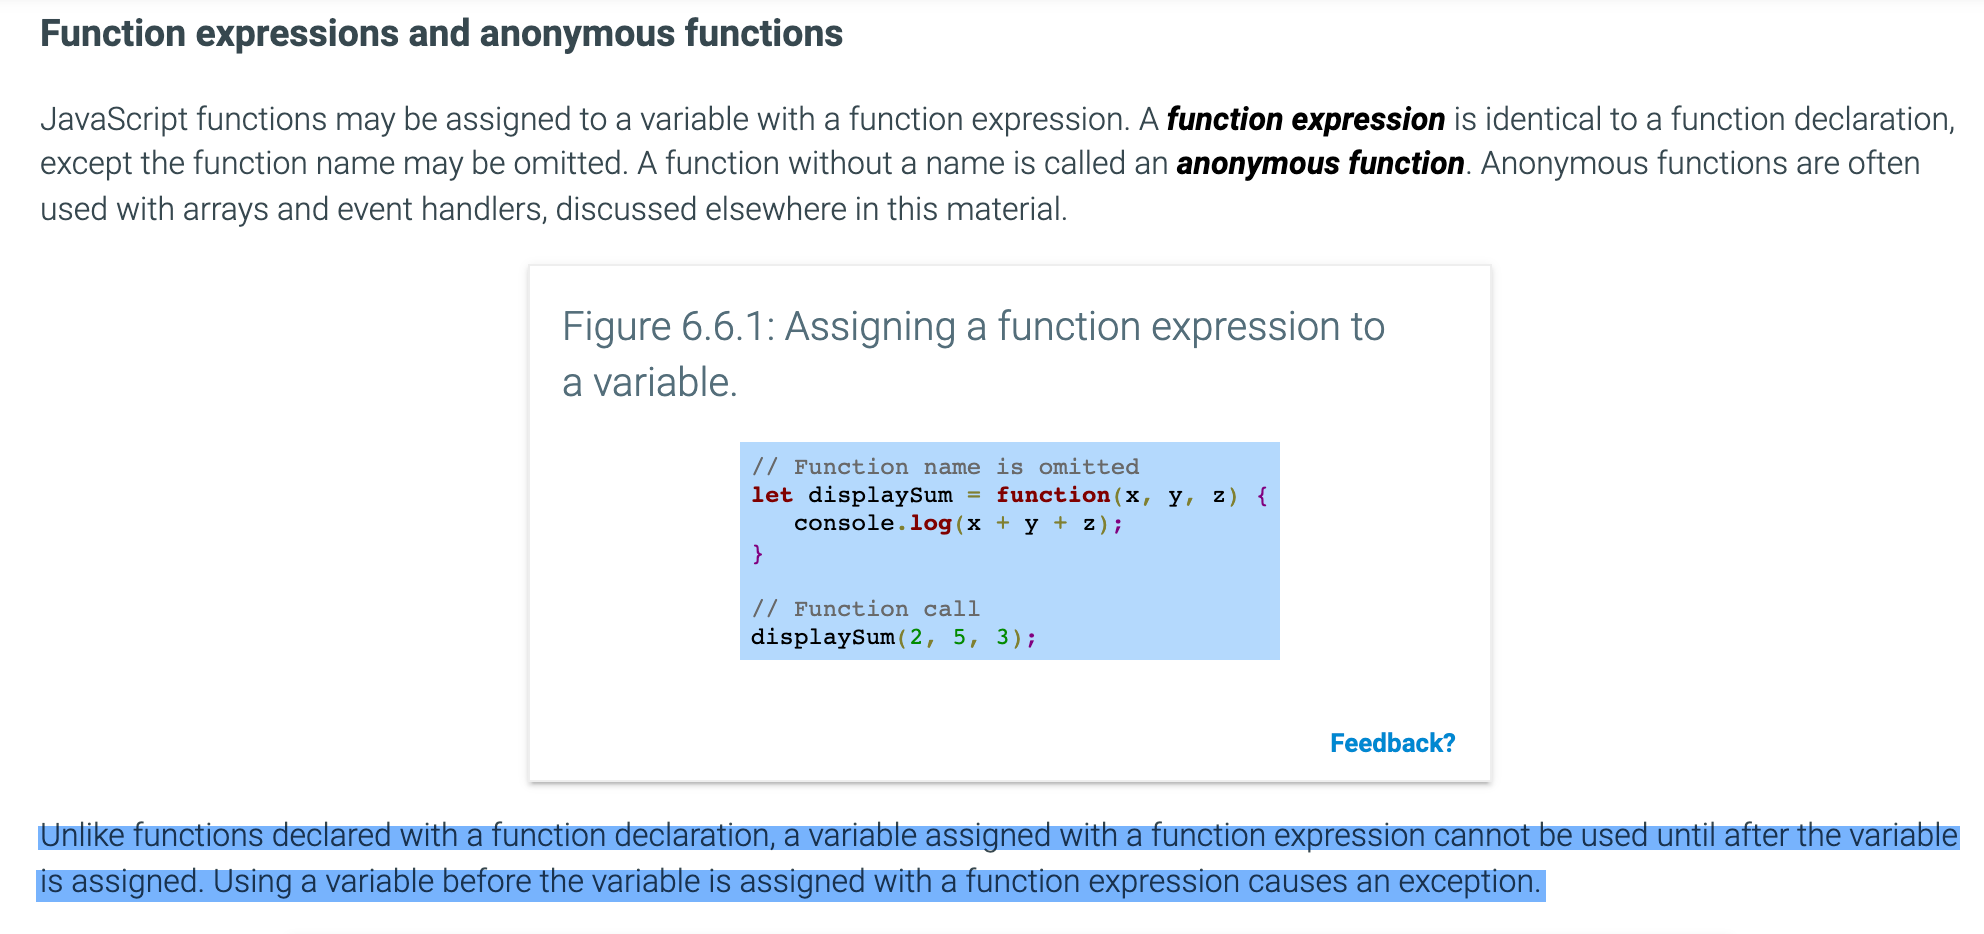 Function expressions and anonymous functions
JavaScript functions may be assigned to a variable with a function expression. A function expression is identical to a function declaration,
except the function name may be omitted. A function without a name is called an anonymous function. Anonymous functions are often
used with arrays and event handlers, discussed elsewhere in this material.
Figure 6.6.1: Assigning a function expression to
a variable.
// Function name is omitted
let displaySum = function(x, y, z) {
   console.log(x + y + z);
}
// Function call
displaySum(2, 5, 3);
Feedback?
Unlike functions declared with a function declaration, a variable assigned with a function expression cannot be used until after the variable
is assigned. Using a variable before the variable is assigned with a function expression causes an exception.